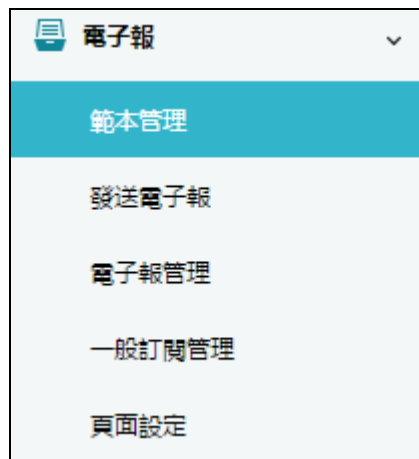 電子報
範本管理
發送電子報
電子報管理
一般訂閱管理
頁面設定